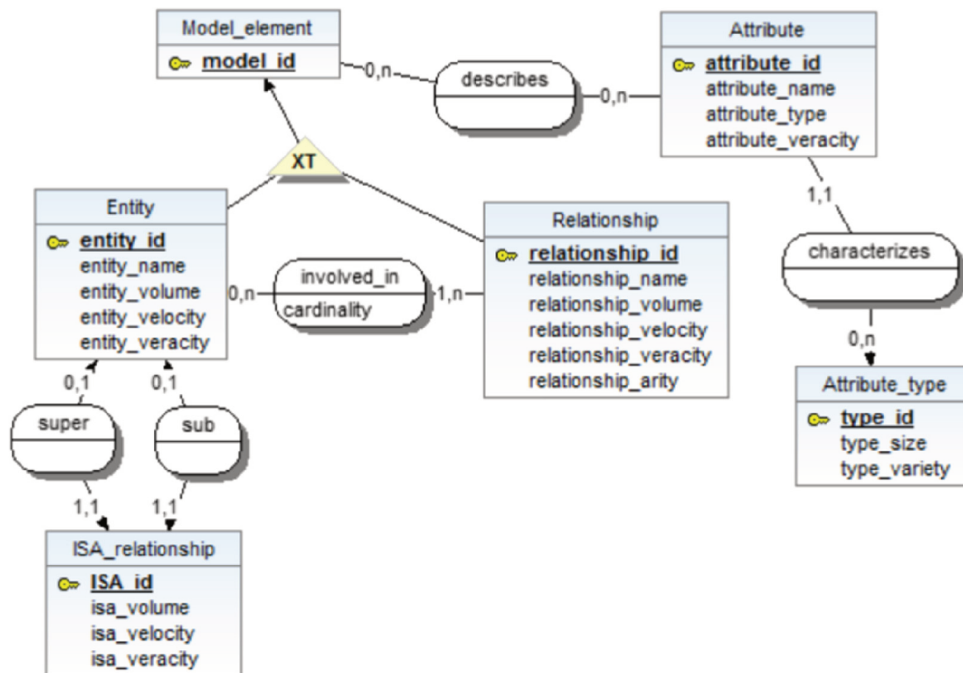 Model_element
model_id
0,n
describes
0,n
Attribute
attribute_id
attribute_name
attribute_type
attribute_veracity
XT
Entity
entity_id
entity_name
entity_volume
entity_velocity
entity_veracity
0,n
involved_in
cardinality
1,n
Relationship
relationship_id
relationship_name
relationship_volume
relationship_velocity
relationship_veracity
relationship_arity
1,1
characterizes
0,n
Attribute_type
type_id
type_size
type_variety
0,1
0,1
super
sub
1,1
1,1
ISA_relationship
ISA_id
isa_volume
isa_velocity
isa_veracity